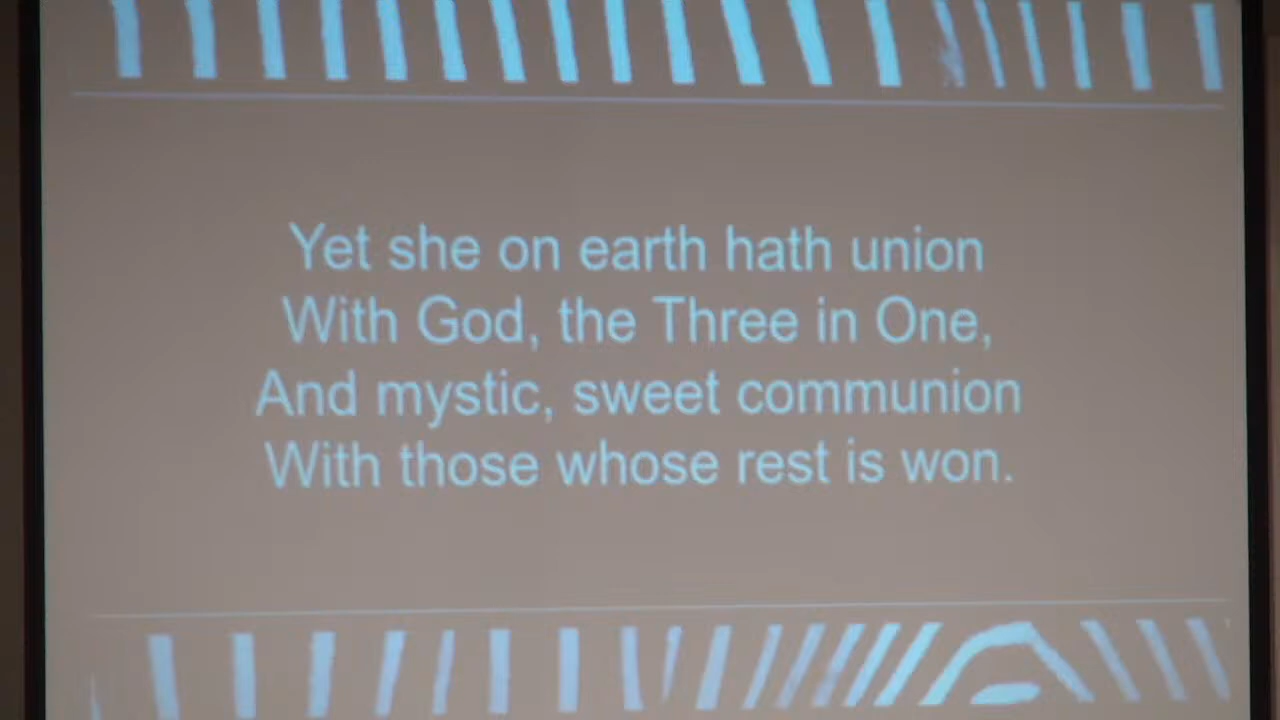 Yet she on earth hath union
With God, the Three in One,
And mystic, sweet communion
With those whose rest is won.